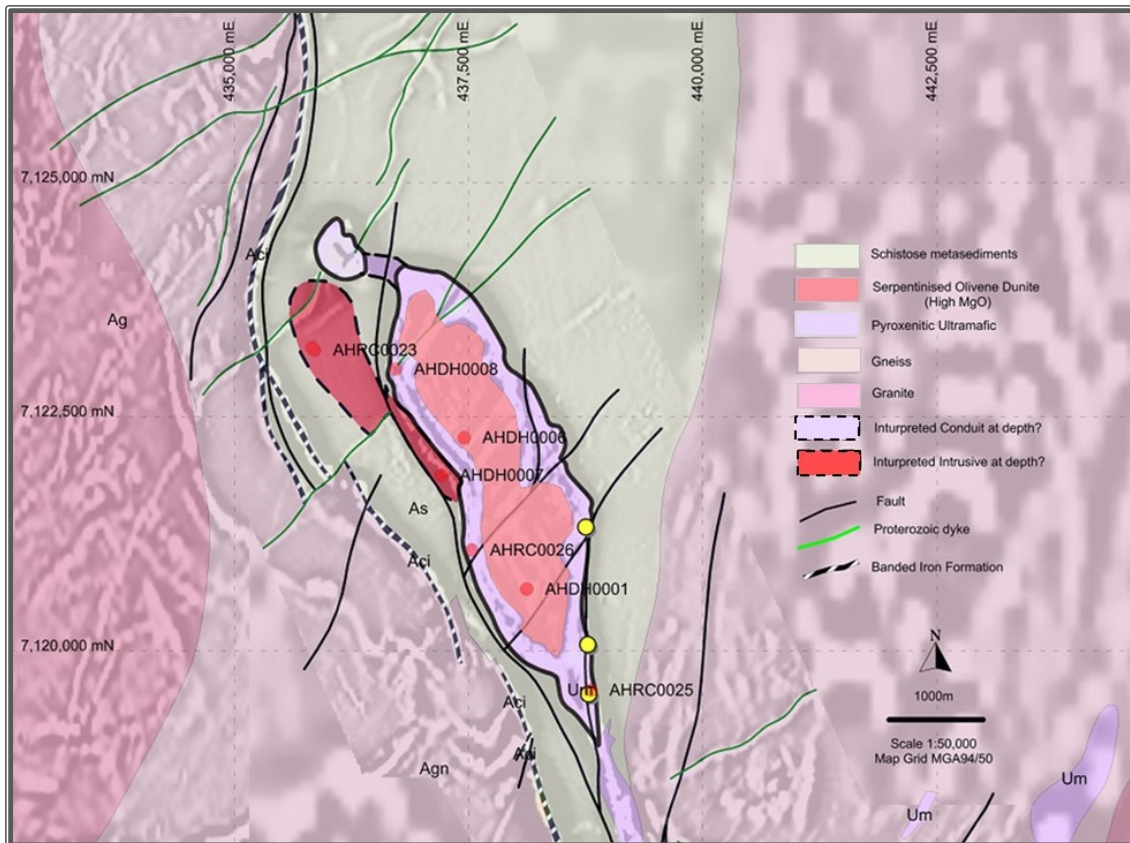 435,000 mE
437,500 mE
440,000 mE
442,500 mE
7,125,000 mN
Aci
Schistose metasediments
Serpentinised Olivene Dunite
(High MgO)
Pyroxenitic Ultramafic
Gneiss
Granite
Interpreted Conduit at depth?
Interpreted Intrusive at depth?
Fault
Proterozoic dyke
Banded Iron Formation
Ag
AHRC0023
AHDH0008
7,122,500 mN
AHDH0006
AHDH0007
As
AHRC0026
Aci
AHDH0001
7,120,000 mN
N
Um
AHRC0025
1000m
Aci
Scale 1:50,000
Map Grid MGA94/50
Aci
Agn
Um
Um